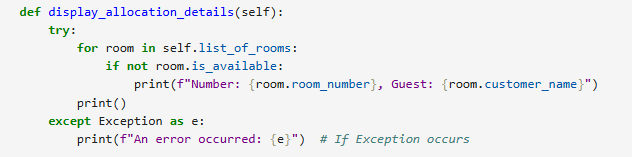 def display_allocation_details(self):
    try:
        for room in self.list_of_rooms:
            if not room.is_available:
                print(f"Number: {room.room_number}, Guest: {room.customer_name}")
        print()
    except Exception as e:
        print(f"An error occurred: {e}")  # If Exception occurs